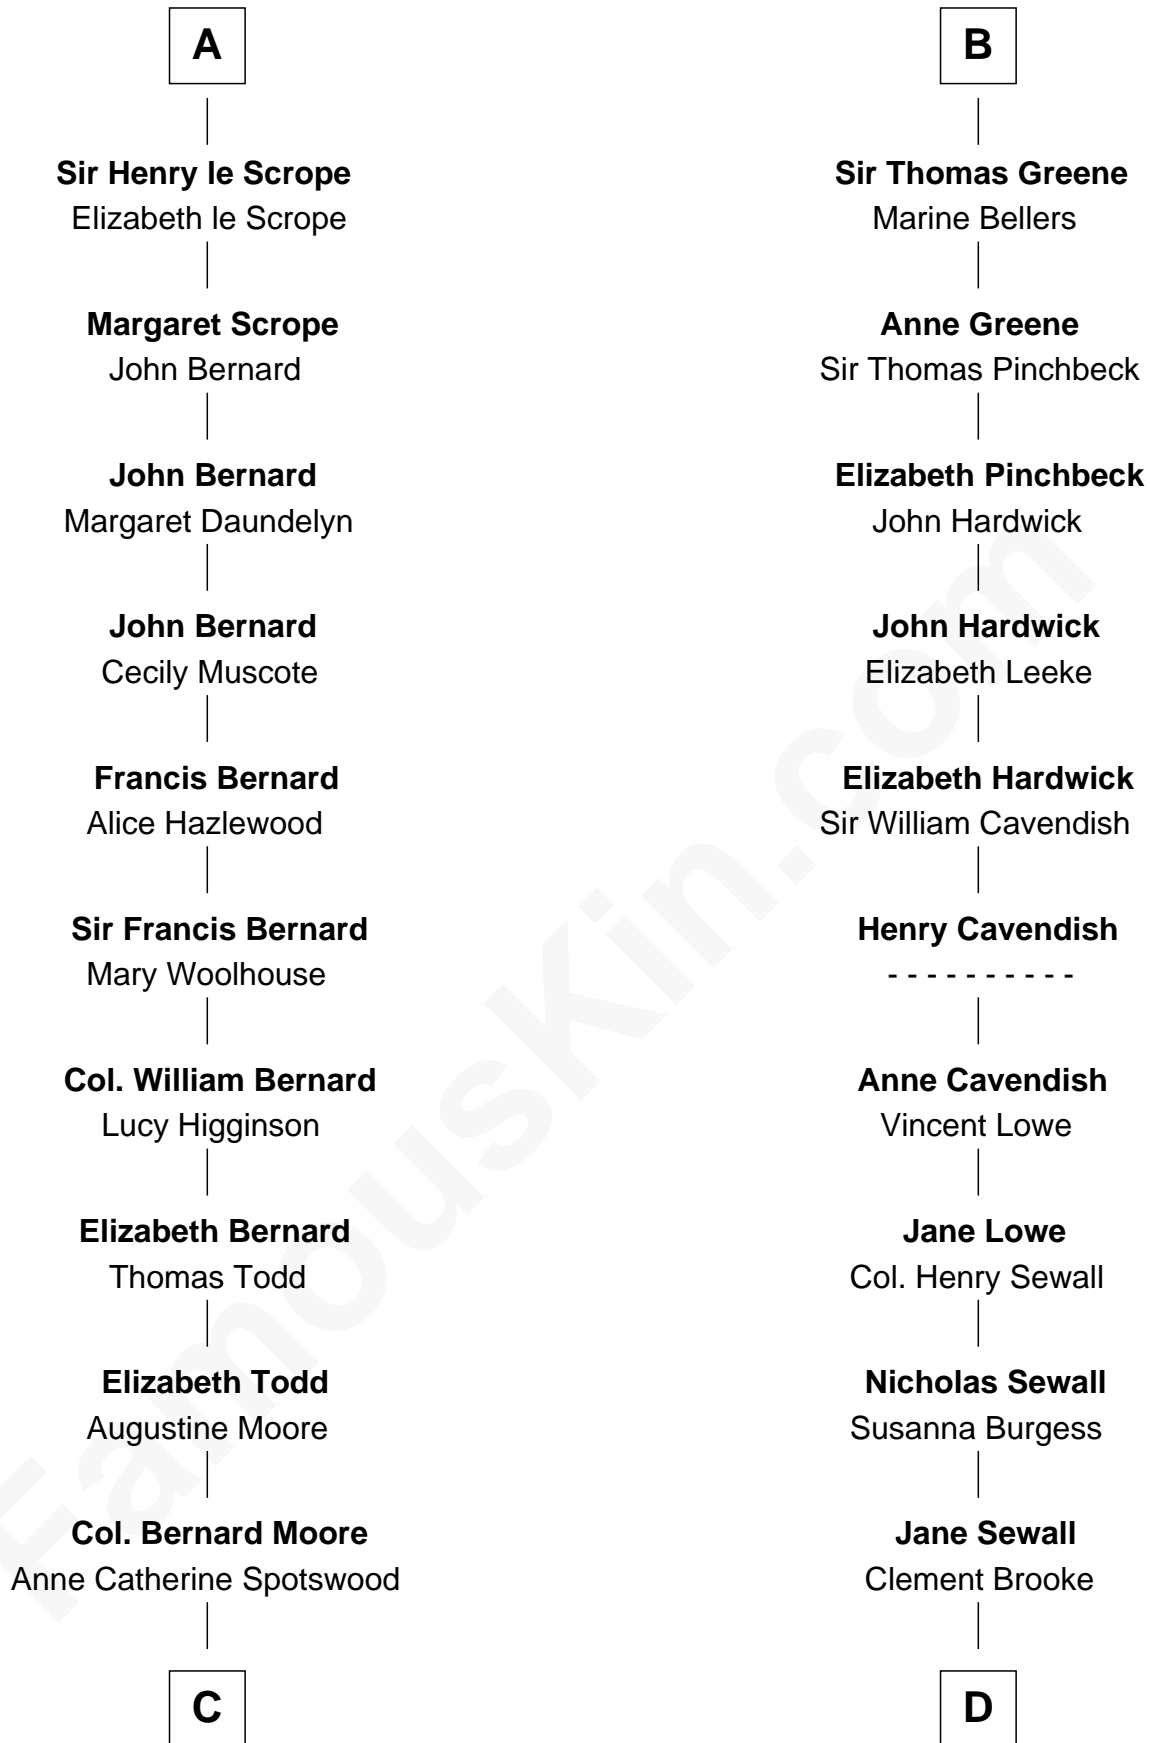 A
Sir Henry le Scrope
Elizabeth le Scrope
Margaret Scrope
John Bernard
John Bernard
Margaret Daundelyn
John Bernard
Cecily Muscote
Francis Bernard
Alice Hazlewood
Sir Francis Bernard
Mary Woolhouse
Col. William Bernard
Lucy Higginson
Elizabeth Bernard
Thomas Todd
Elizabeth Todd
Augustine Moore
Col. Bernard Moore
Anne Catherine Spotswood
C
B
Sir Thomas Greene
Marine Bellers
Anne Greene
Sir Thomas Pinchbeck
Elizabeth Pinchbeck
John Hardwick
John Hardwick
Elizabeth Leeke
Elizabeth Hardwick
Sir William Cavendish
Henry Cavendish
- - - - - - - - - -
Anne Cavendish
Vincent Lowe
Jane Lowe
Col. Henry Sewall
Nicholas Sewall
Susanna Burgess
Jane Sewall
Clement Brooke
D
FamousKin.com